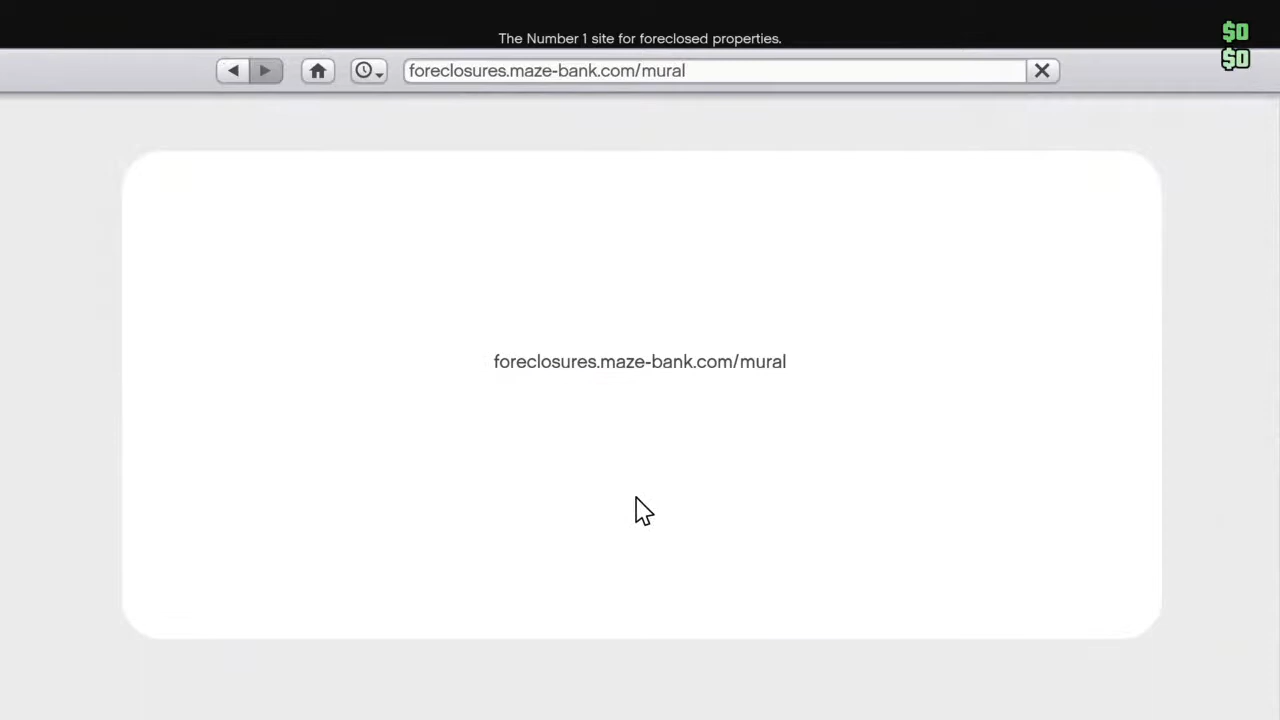 The Number 1 site for foreclosed properties.
$0
foreclosures.maze-bank.com/mural
$0
foreclosures.maze-bank.com/mural